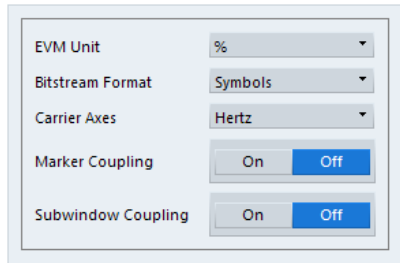 EVM Unit %
Bitstream Format Symbols
Carrier Axes Hertz
Marker Coupling On Off
Subwindow Coupling On Off